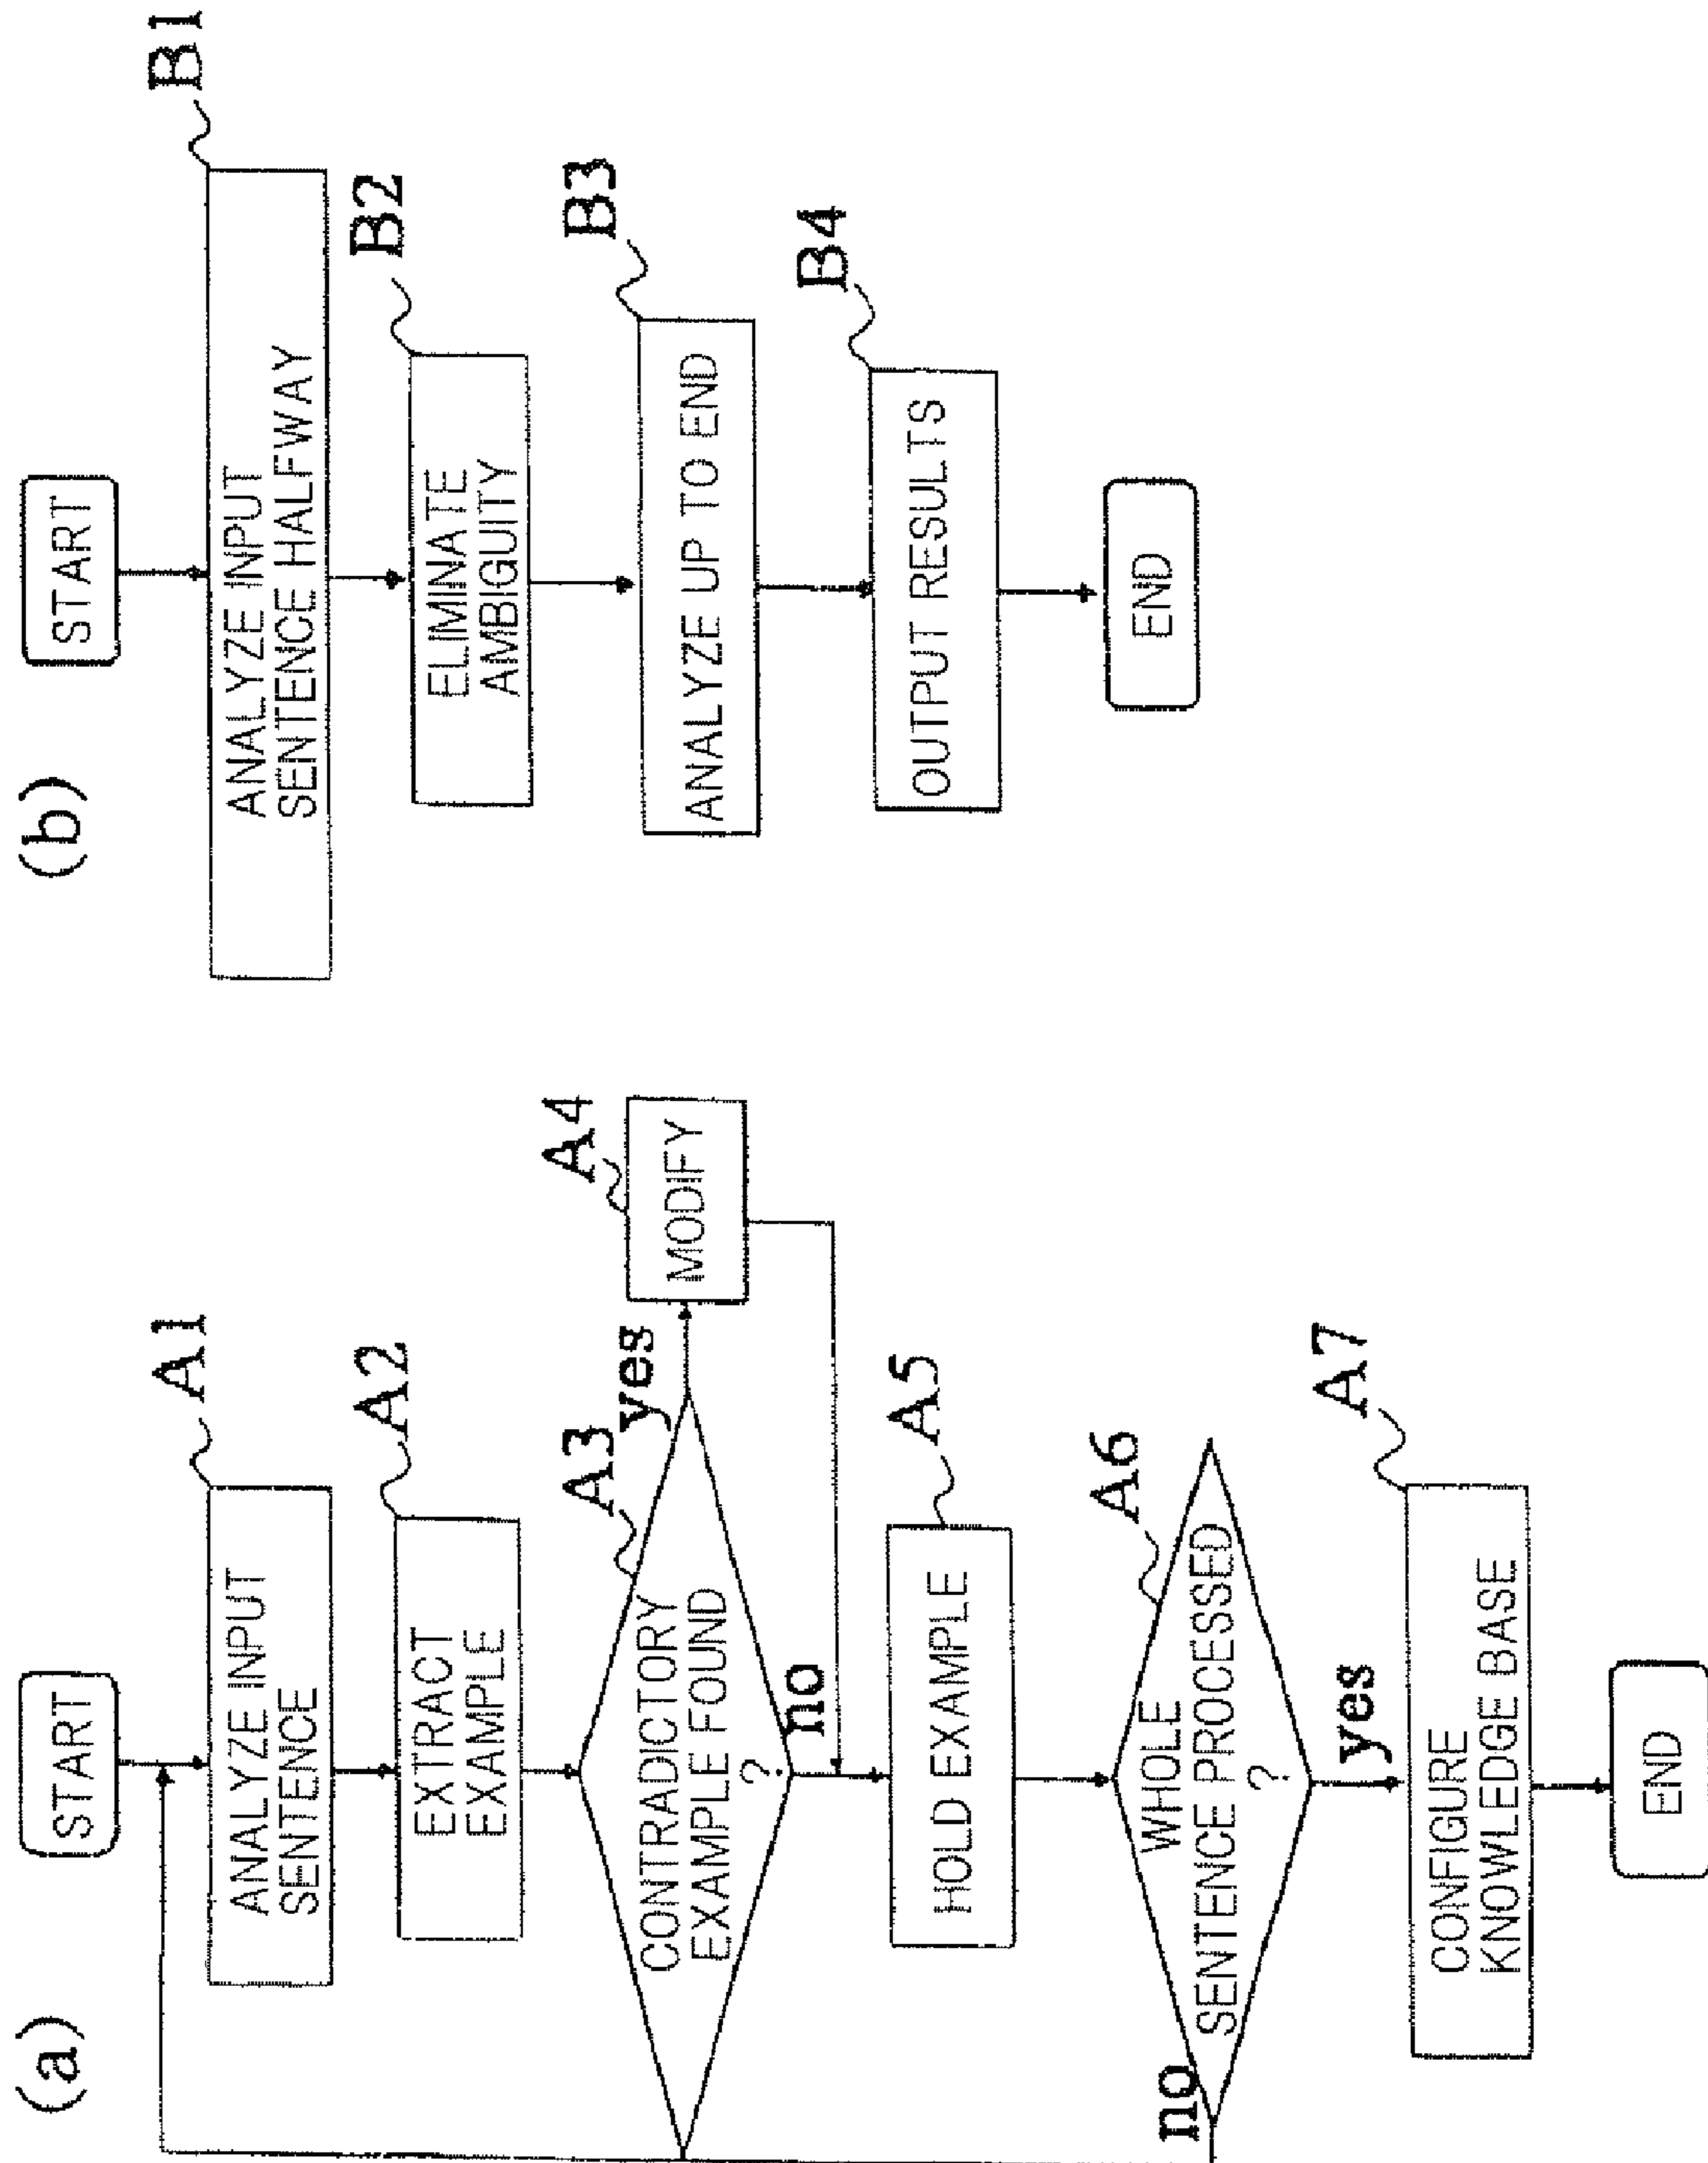 (a)
START
A1
ANALYZE INPUT
SENTENCE
A2
EXTRACT
EXAMPLE
A3
CONTRADICTORY
EXAMPLE FOUND
?
yes
no
A4
MODIFY
A5
HOLD EXAMPLE
A6
WHOLE
SENTENCE PROCESSED
?
no
yes
A7
CONFIGURE
KNOWLEDGE BASE
END
(b)
START
B1
ANALYZE INPUT
SENTENCE HALFWAY
B2
ELIMINATE
AMBIGUITY
B3
ANALYZE UP TO END
B4
OUTPUT RESULTS
END